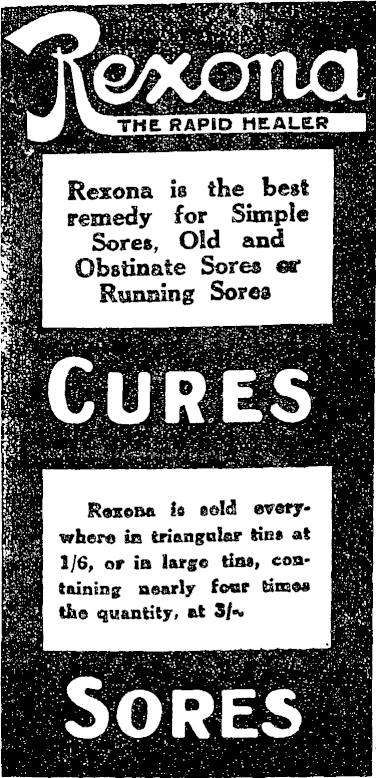 Rexona
THE RAPID HEALER
Rexona is the best
remedy for Simple
Sores, Old and
Obstinate Sores or
Running Sores
CURES
Rexona is sold every-
where in triangular tins at
1/6, or in large tins, con-
taining nearly four times
the quantity, at 3/-
SORES